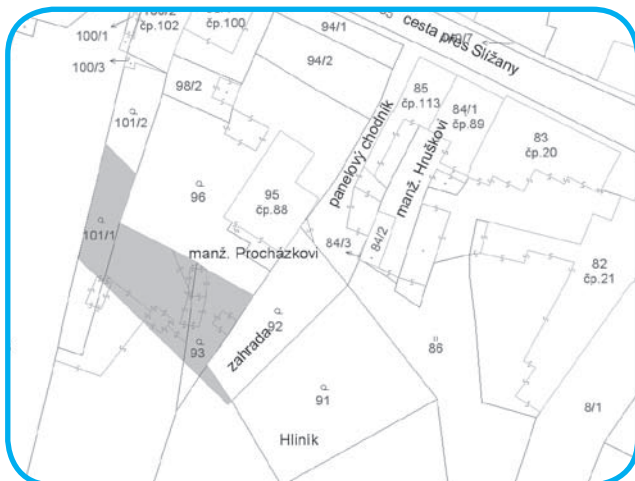 čp.102
čp.100
100/1
94/1
cesta přes Slížany
100/3
94/2
98/2
85
čp.113
84/1
čp.89
83
čp.20
101/2
panelový chodník
manž. Hruškovi
96
95
čp.88
101/1
manž. Procházkovi
84/3
84/2
82
čp.21
92
86
93
zahrada
91
8/1
Hliník